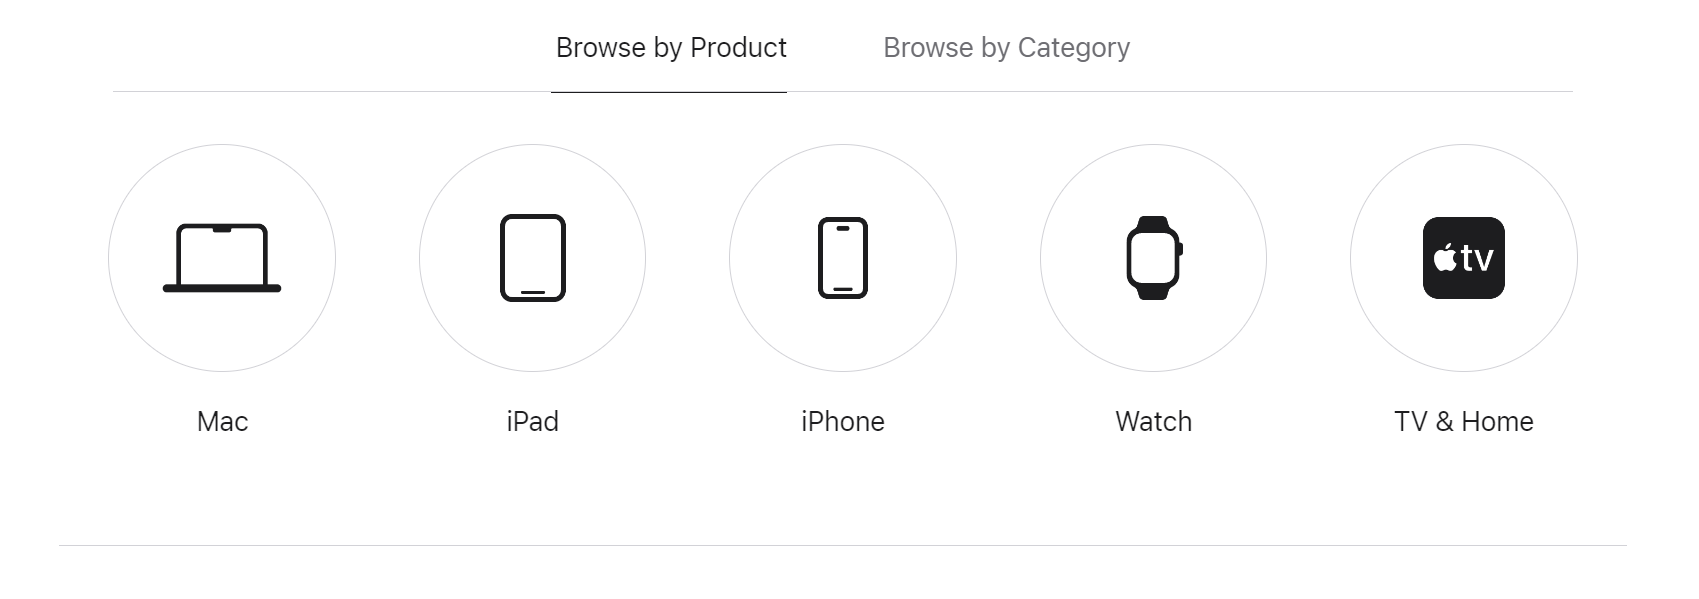 Browse by Product
Browse by Category
tv
Mac
iPad
iPhone
Watch
TV & Home